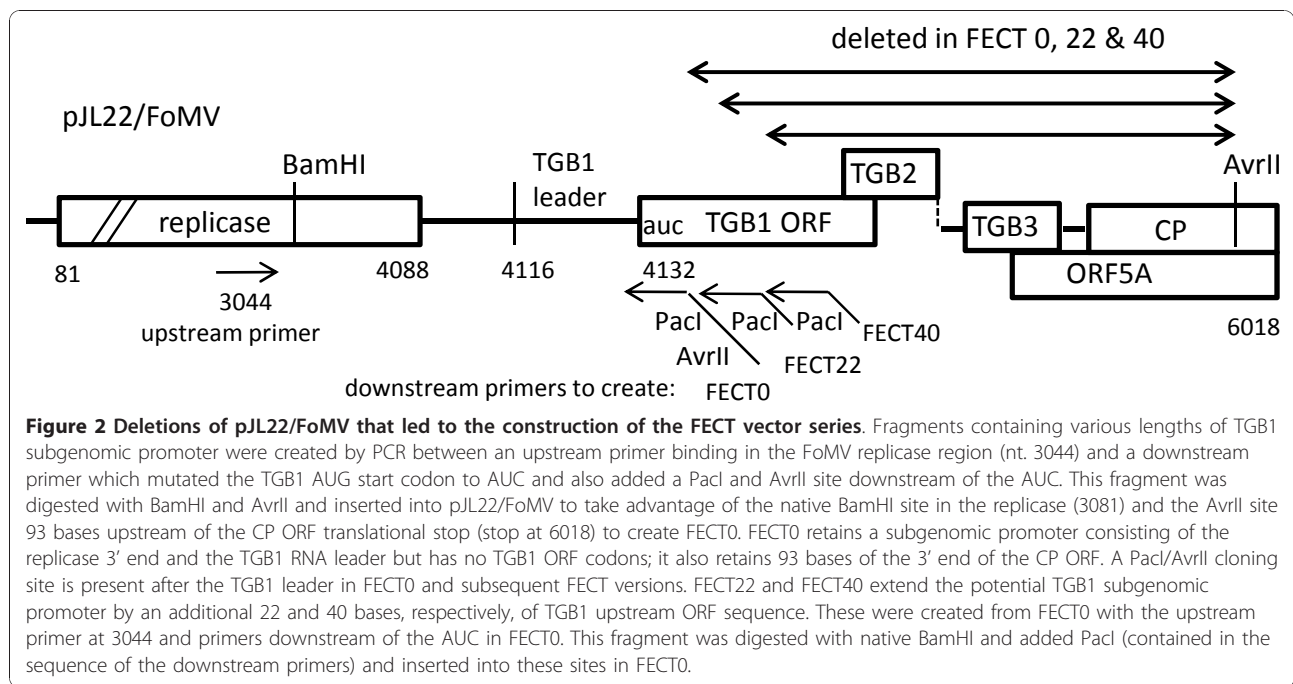 deleted in FECT 0, 22 & 40
pJL22/FoMV
BamHI
TGB1
leader
TGB2
AvrII
replicase
auc
TGB1 ORF
TGB3
CP
ORF5A
81
4088
4116
4132
6018
3044
upstream primer
PacI
PacI
PacI
FECT40
AvrII
FECT22
downstream primers to create:
FECT0
Figure 2 Deletions of pJL22/FoMV that led to the construction of the FECT vector series. Fragments containing various lengths of TGB1
subgenomic promoter were created by PCR between an upstream primer binding in the FoMV replicase region (nt. 3044) and a downstream
primer which mutated the TGB1 AUG start codon to AUC and also added a PacI and AvrII site downstream of the AUC. This fragment was
digested with BamHI and AvrII and inserted into pJL22/FoMV to take advantage of the native BamHI site in the replicase (3081) and the AvrII site
93 bases upstream of the CP ORF translational stop (stop at 6018) to create FECT0. FECT0 retains a subgenomic promoter consisting of the
replicase 3' end and the TGB1 RNA leader but has no TGB1 ORF codons; it also retains 93 bases of the 3' end of the CP ORF. A PacI/AvrII cloning
site is present after the TGB1 leader in FECT0 and subsequent FECT versions. FECT22 and FECT40 extend the potential TGB1 subgenomic
promoter by an additional 22 and 40 bases, respectively, of TGB1 upstream ORF sequence. These were created from FECT0 with the upstream
primer at 3044 and primers downstream of the AUC in FECT0. This fragment was digested with native BamHI and added PacI (contained in the
sequence of the downstream primers) and inserted into these sites in FECT0.